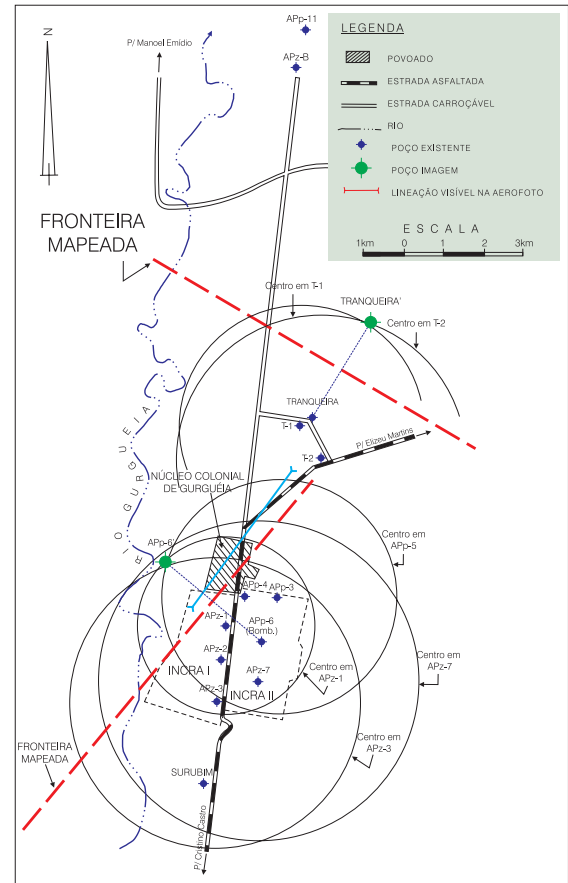 APp-11
P/ Manoel Emídio
APz-B
LEGENDA
POVOADO
ESTRADA ASFALTADA
ESTRADA CARROÇÁVEL
RIO
POÇO EXÍSTENTE
POÇO IMAGEM
LINEAÇÃO VISÍVEL NA AEROFOTO
ESCALA
1km 0 1 2 3km
FRONTEIRA
MAPEADA
Centro em T-1
TRANQUEIRA'
Centro em T-2
TRANQUEIRA
T-1
T-2
P/ Elizeu Martins
RIO GURGUEIA
NÚCLEO COLONIAL
DE GURGUÉIA
APp-6'
Centro em
APp-5
APp-4
APp-3
APz-1
APp-6
(Bomb.)
APz-2
INCRA I
APz-7
INCRA II
APz-3
Centro em
APz-1
Centro em
APz-7
Centro em
APz-3
FRONTEIRA
MAPEADA
SURUBIM
P/ Cristino Castro